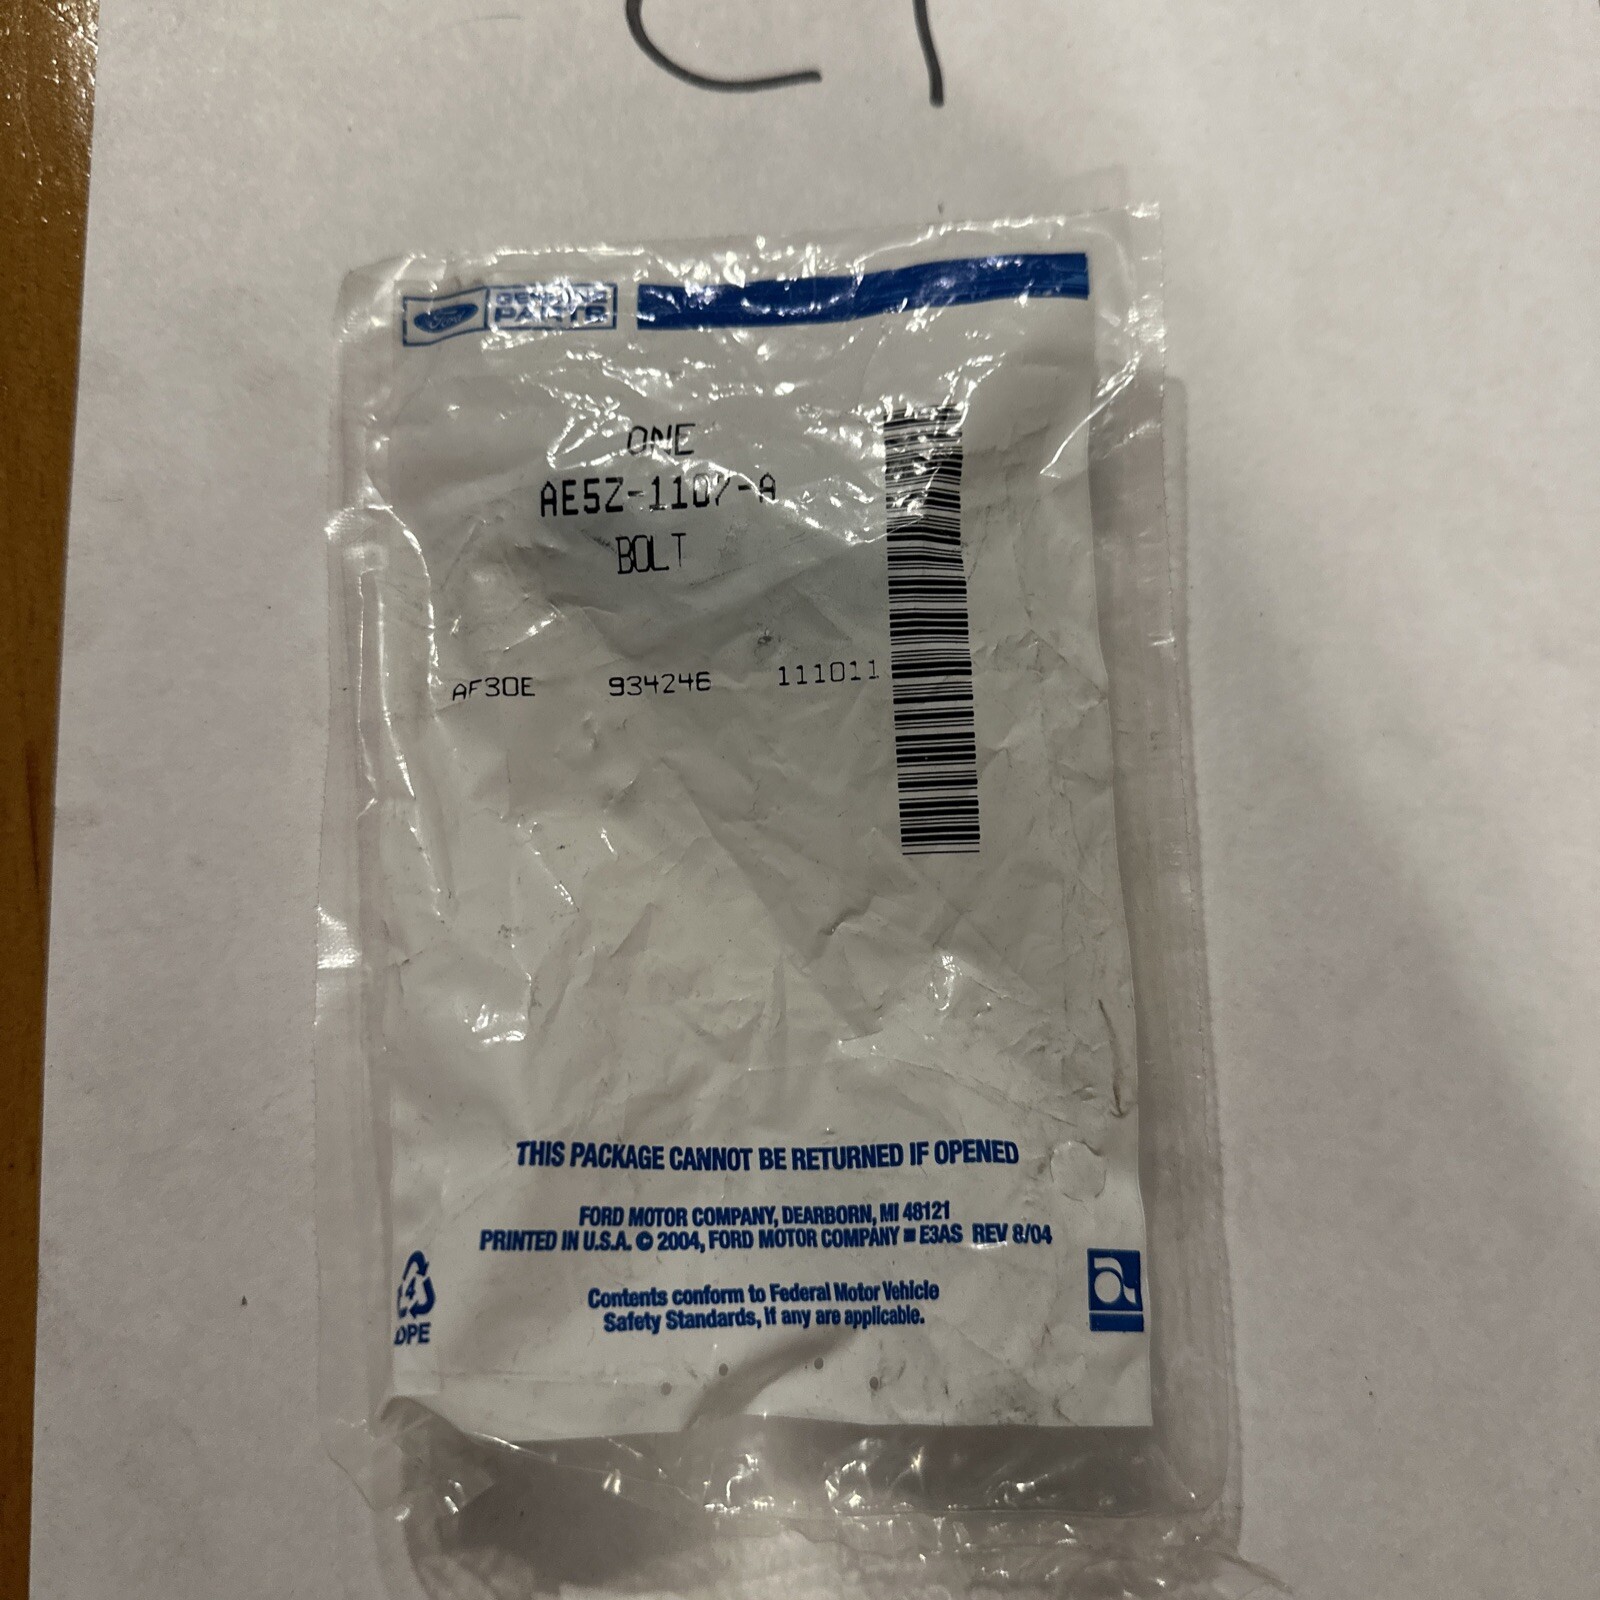 Ford
GENUINE
PARTS
ONE
AE5Z-1107-A
BOLT
AF30E 934246 111011
THIS PACKAGE CANNOT BE RETURNED IF OPENED
FORD MOTOR COMPANY, DEARBORN, MI 48121
PRINTED IN U.S.A. © 2004, FORD MOTOR COMPANY E3AS REV 8/04
4
Contents conform to Federal Motor Vehicle
Safety Standards, if any are applicable.
DPE